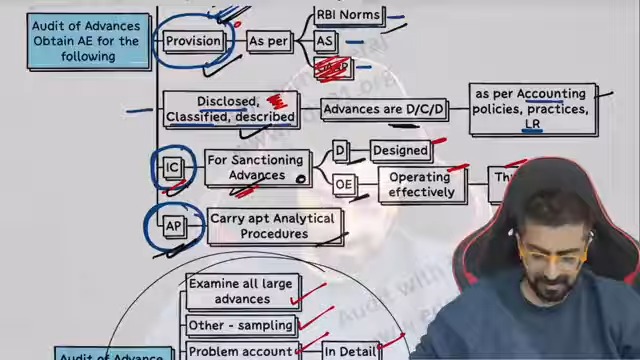 Audit of Advances
Obtain AE for the
following
Provision
As per
RBI Norms
AS
Disclosed,
Classified, described
Advances are D/C/D
as per Accounting
policies, practices,
LR
IC
For Sanctioning
Advances
D
Designed
OE
Operating
effectively
AP
Carry apt Analytical
Procedures
Examine all large
advances
Other - sampling
Problem account
In Detail
Audit of Advance